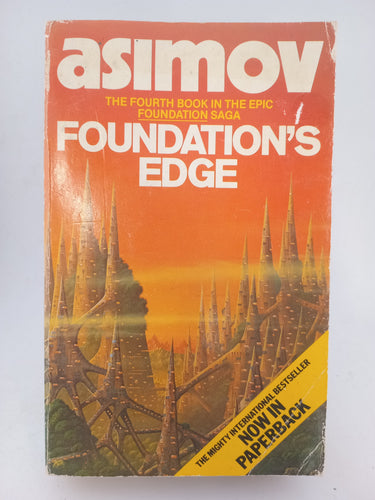 asimov
THE FOURTH BOOK IN THE EPIC
FOUNDATION SAGA
FOUNDATION'S
EDGE
THE MIGHTY INTERNATIONAL BESTSELLER
NOW IN
PAPERBACK